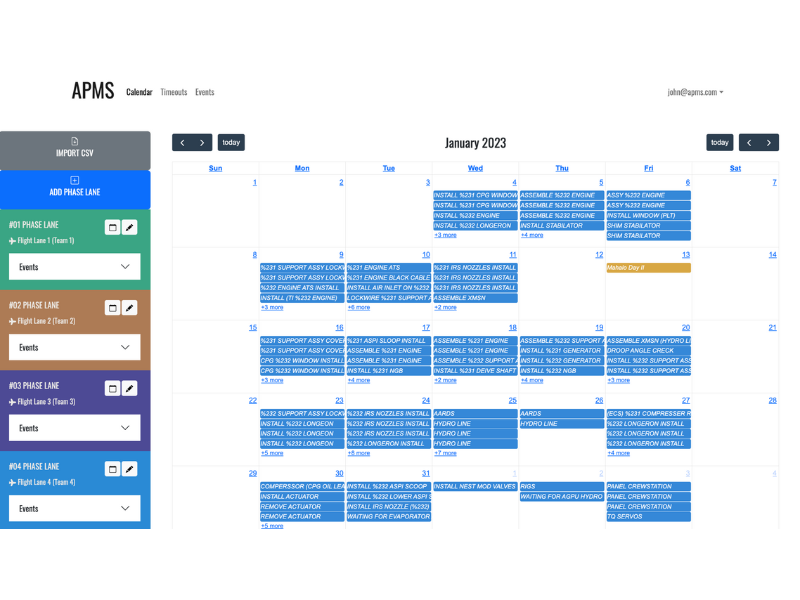 APMS Calendar Timeouts Events john@apms.com
IMPORT CSV
ADD PHASE LANE
#01 PHASE LANE
Flight Lane 1 (Team 1)
Events
#02 PHASE LANE
Flight Lane 2 (Team 2)
Events
#03 PHASE LANE
Flight Lane 3 (Team 3)
Events
#04 PHASE LANE
Flight Lane 4 (Team 4)
Events
today January 2023 today
Sun Mon Tue Wed Thu Fri Sat
1 2 3 4 5 6 7
INSTALL %231 CPG WINDOW ASSEMBLE %232 ENGINE ASSY %232 ENGINE
INSTALL %231 CPG WINDOW ASSEMBLE %232 ENGINE ASSY %232 ENGINE
INSTALL %232 ENGINE ASSEMBLE %232 ENGINE INSTALL WINDOW (PLT)
INSTALL %232 LONGERON INSTALL STABILATOR SHIM STABILATOR
+3 more +4 more SHIM STABILATOR
8 9 10 11 12 13 14
%231 SUPPORT ASSY LOCKW %231 ENGINE ATS %231 IRS NOZZLES INSTALL Makalo Day II
%231 SUPPORT ASSY LOCKW %231 ENGINE BLACK CABLE %231 IRS NOZZLES INSTALL
%232 ENGINE ATS INSTALL INSTALL AIR INLET ON %232 %231 IRS NOZZLES INSTALL
INSTALL (TI %232 ENGINE) LOCKWIRE %231 SUPPORT A ASSEMBLE XMSN
+3 more +6 more +2 more
15 16 17 18 19 20 21
%231 SUPPORT ASSY COVER %231 ASPI SLOOP INSTALL ASSEMBLE %231 ENGINE ASSEMBLE %232 SUPPORT A ASSEMBLE XMSN (HYDRO LI
%231 SUPPORT ASSY COVER ASSEMBLE %231 ENGINE ASSEMBLE %231 ENGINE INSTALL %231 GENERATOR DROOP ANGLE CRECK
CPG %232 WINDOW INSTALL ASSEMBLE %231 ENGINE ASSEMBLE %232 SUPPORT A INSTALL %232 GENERATOR INSTALL %232 SUPPORT ASS
CPG %232 WINDOW INSTALL INSTALL %231 NGB INSTALL %231 DEIVE SHAFT INSTALL %232 NGB INSTALL %232 SUPPORT ASS
+3 more +4 more +2 more +4 more +3 more
22 23 24 25 26 27 28
%232 SUPPORT ASSY LOCKW %232 IRS NOZZLES INSTALL AARDS AARDS (ECS) %231 COMPRESSER R
INSTALL %232 LONGEON %232 IRS NOZZLES INSTALL HYDRO LINE HYDRO LINE %232 LONGERON INSTALL
INSTALL %232 LONGEON %232 IRS NOZZLES INSTALL HYDRO LINE %232 LONGERON INSTALL
INSTALL %232 LONGEON %232 LONGERON INSTALL HYDRO LINE %232 LONGERON INSTALL
+5 more +8 more +7 more +4 more
29 30 31 1 2 3 4
COMPERSSOR (CPG OIL LEA INSTALL %232 ASPI SCOOP INSTALL NEST MOD VALVES RIGS PANEL CREWSTATION
INSTALL ACTUATOR INSTALL %232 LOWER ASPI S WAITING FOR AGPU HYDRO PANEL CREWSTATION
REMOVE ACTUATOR INSTALL IRS NOZZLE (%232) PANEL CREWSTATION
REMOVE ACTUATOR WAITING FOR EVAPORATOR TQ SERVOS
+5 more